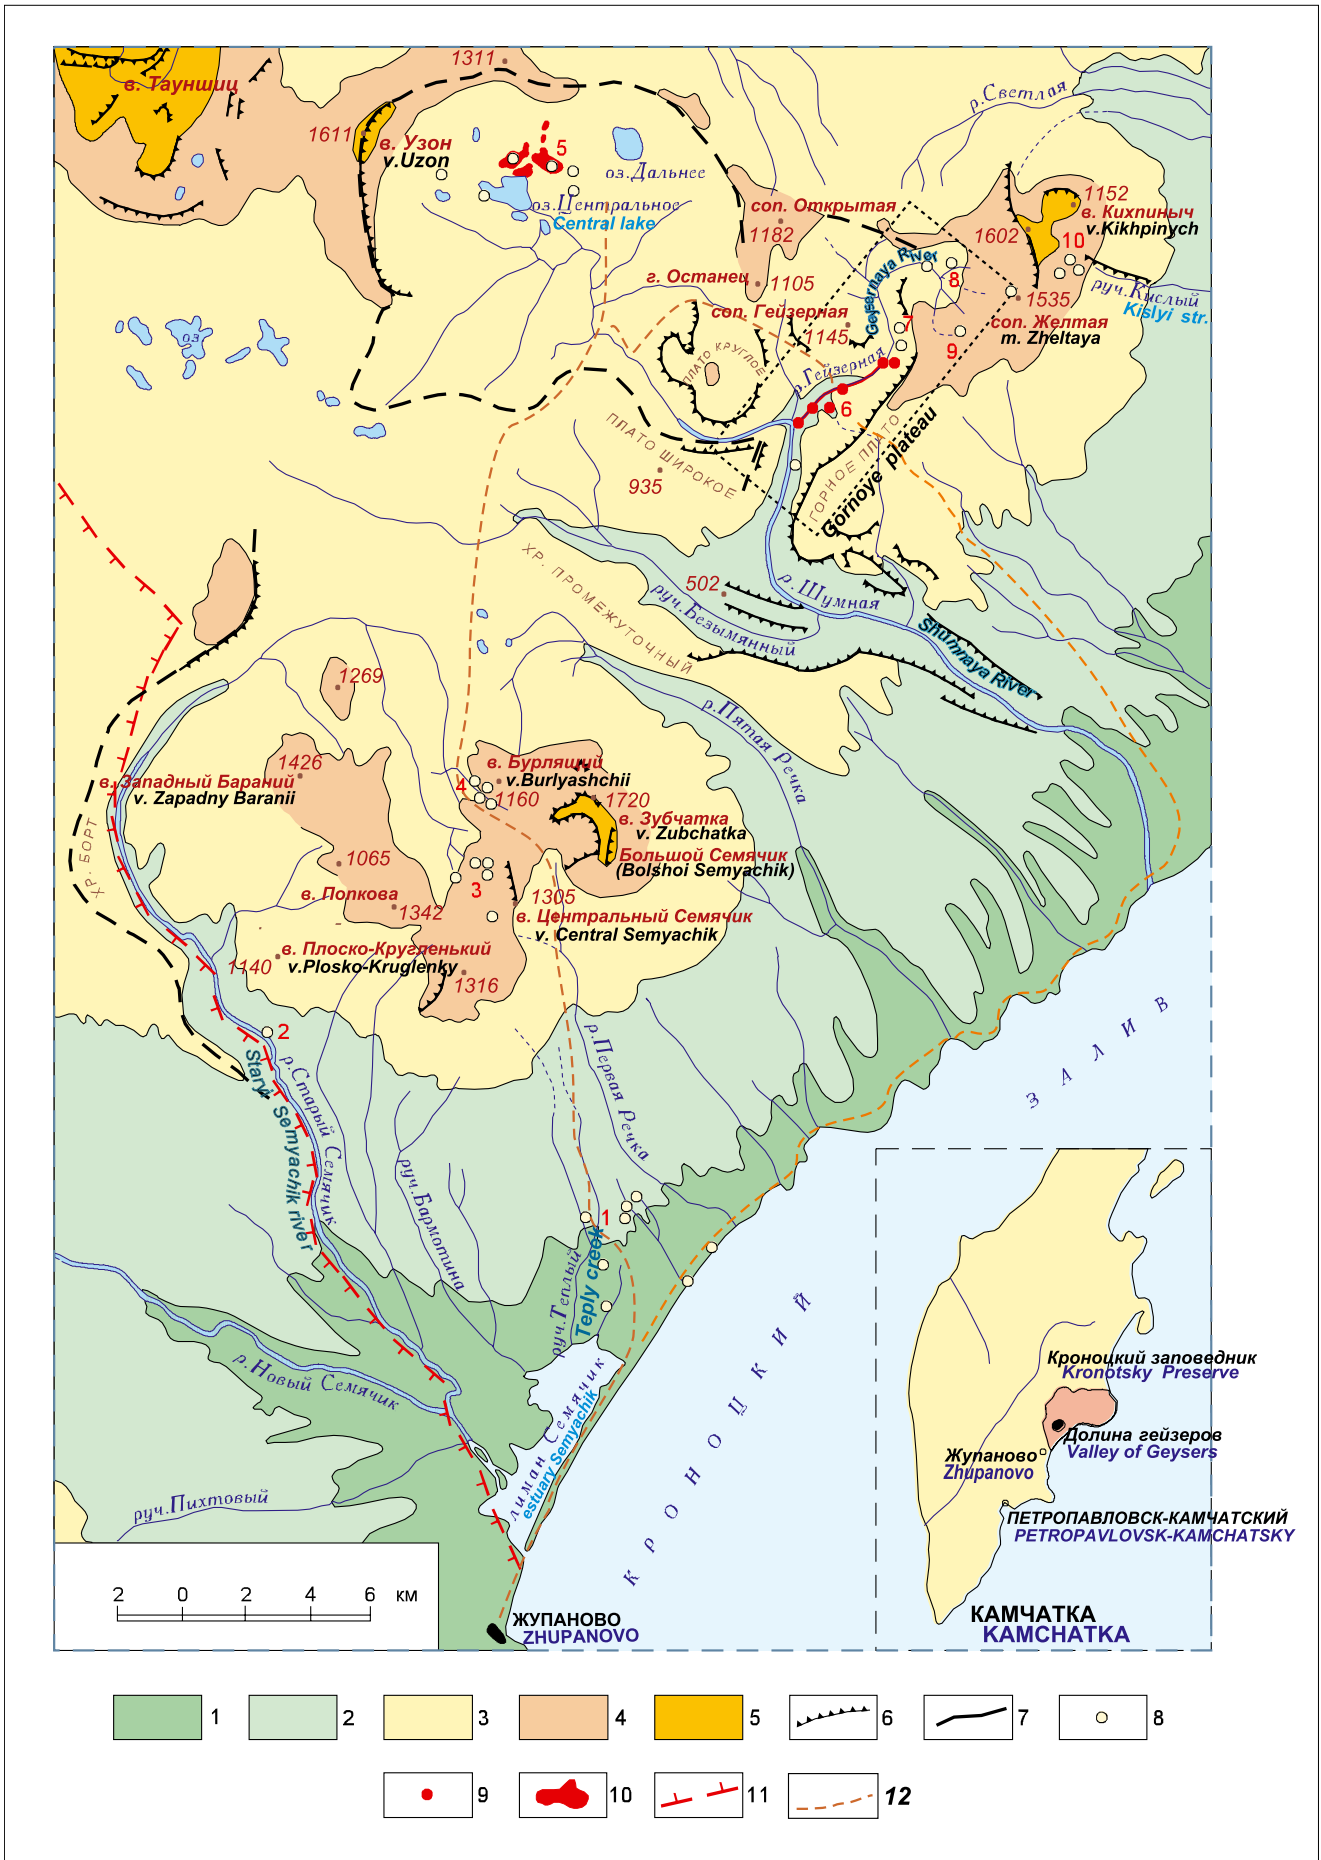 1311
в. Тауншиц
р.Светлая
1611
в. Узон
v.Uzon
5
оз.Дальнее
1152
оз.Центральное
Central lake
соп. Открытая
1182
в. Кихпиныч
v.Kikhpinych
1602
10
Geysernaya River
8
г. Останец
1105
руч.Кислый
Kislyi str.
1535
соп. Гейзерная
1145
7
соп. Желтая
m. Zheltaya
оз.
9
ПЛАТО КРУГЛОЕ
р.Гейзерная
6
ПЛАТО ШИРОКОЕ
935
ГОРНОЕ ПЛАТО
Gornoye plateau
ХР. ПРОМЕЖУТОЧНЫЙ
502
руч.Безымянный
р.Шумная
Shumnaya River
1269
р.Пятая Речка
1426
в. Западный Бараний
v. Zapadny Baranii
в. Бурлящий
v.Burlyashchii
4
1160
1720
в. Зубчатка
v. Zubchatka
ХР. БОРТ
1065
Большой Семячик
(Bolshoi Semyachik)
в. Попкова
3
1305
1342
в. Центральный Семячик
v. Central Semyachik
в. Плоско-Кругленький
v.Plosko-Kruglenky
1140
1316
2
р.Старый Семячик
Staryi Semyachik river
р.Первая Речка
руч.Бармотина
1
руч.Теплый
Teply creek
р.Новый Семячик
лиман Семячик
estuary Semyachik
руч.Пихтовый
КРОНОЦКИЙ
ЗАЛИВ
Кроноцкий заповедник
Kronotsky Preserve
Долина гейзеров
Valley of Geysers
Жупаново
Zhupanovo
ПЕТРОПАВЛОВСК-КАМЧАТСКИЙ
PETROPAVLOVSK-KAMCHATSKY
КАМЧАТКА
KAMCHATKA
2 0 2 4 6 км
ЖУПАНОВО
ZHUPANOVO
1 2 3 4 5 6 7 8
9 10 11 12